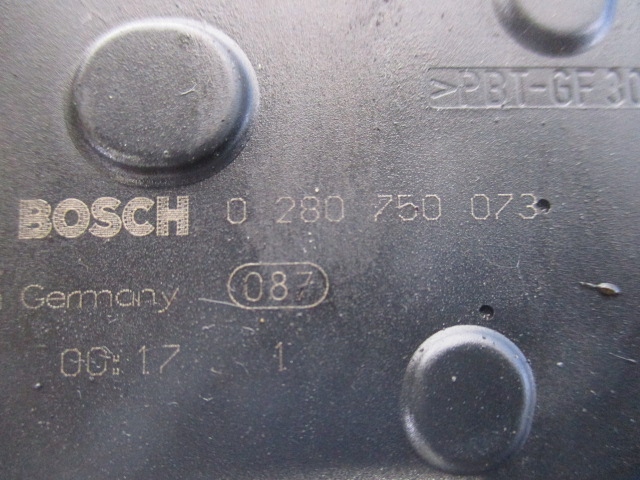 >PBT-GF30
BOSCH 0 280 750 073
Germany 087
00:17 1